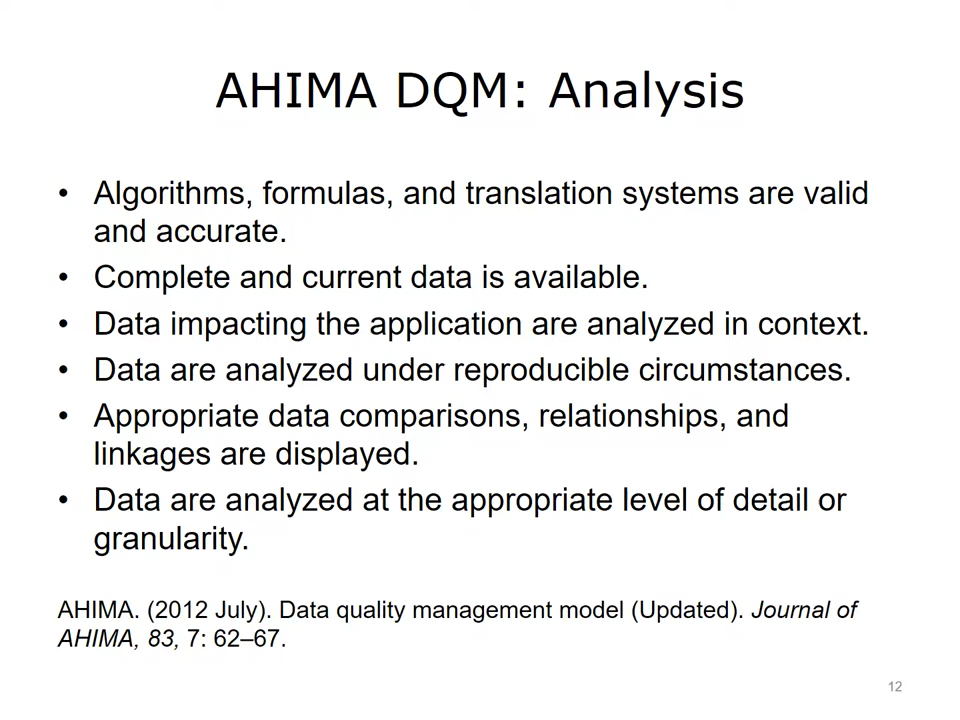 AHIMA DQM: Analysis
• Algorithms, formulas, and translation systems are valid
and accurate.
• Complete and current data is available.
• Data impacting the application are analyzed in context.
• Data are analyzed under reproducible circumstances.
• Appropriate data comparisons, relationships, and
linkages are displayed.
• Data are analyzed at the appropriate level of detail or
granularity.
AHIMA. (2012 July). Data quality management model (Updated). Journal of
AHIMA, 83, 7: 62–67.
12